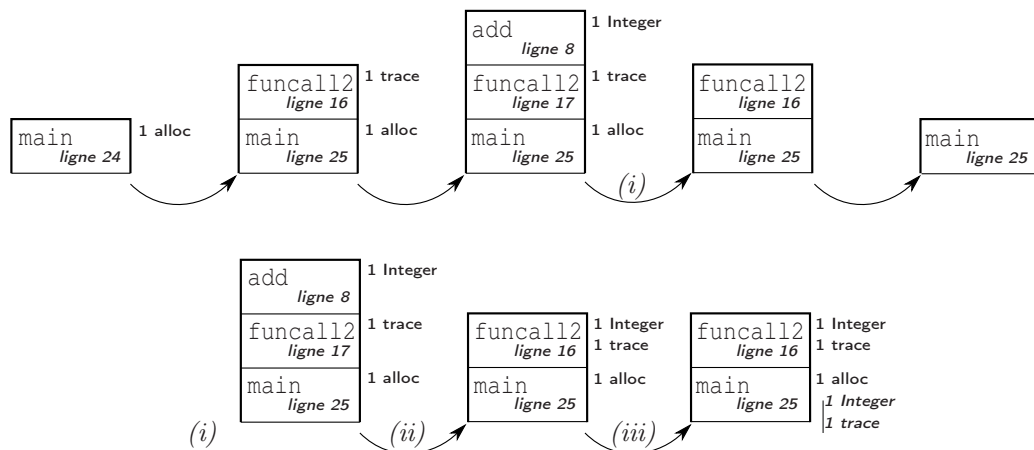 main
ligne 24
1 alloc
funcall2
ligne 16
1 trace
main
ligne 25
1 alloc
add
ligne 8
1 Integer
funcall2
ligne 17
1 trace
main
ligne 25
1 alloc
(i)
funcall2
ligne 16
main
ligne 25
main
ligne 25
(i)
add
ligne 8
1 Integer
funcall2
ligne 17
1 trace
main
ligne 25
1 alloc
(ii)
funcall2
ligne 16
1 Integer
1 trace
main
ligne 25
1 alloc
(iii)
funcall2
ligne 16
1 Integer
1 trace
main
ligne 25
1 alloc
1 Integer
1 trace